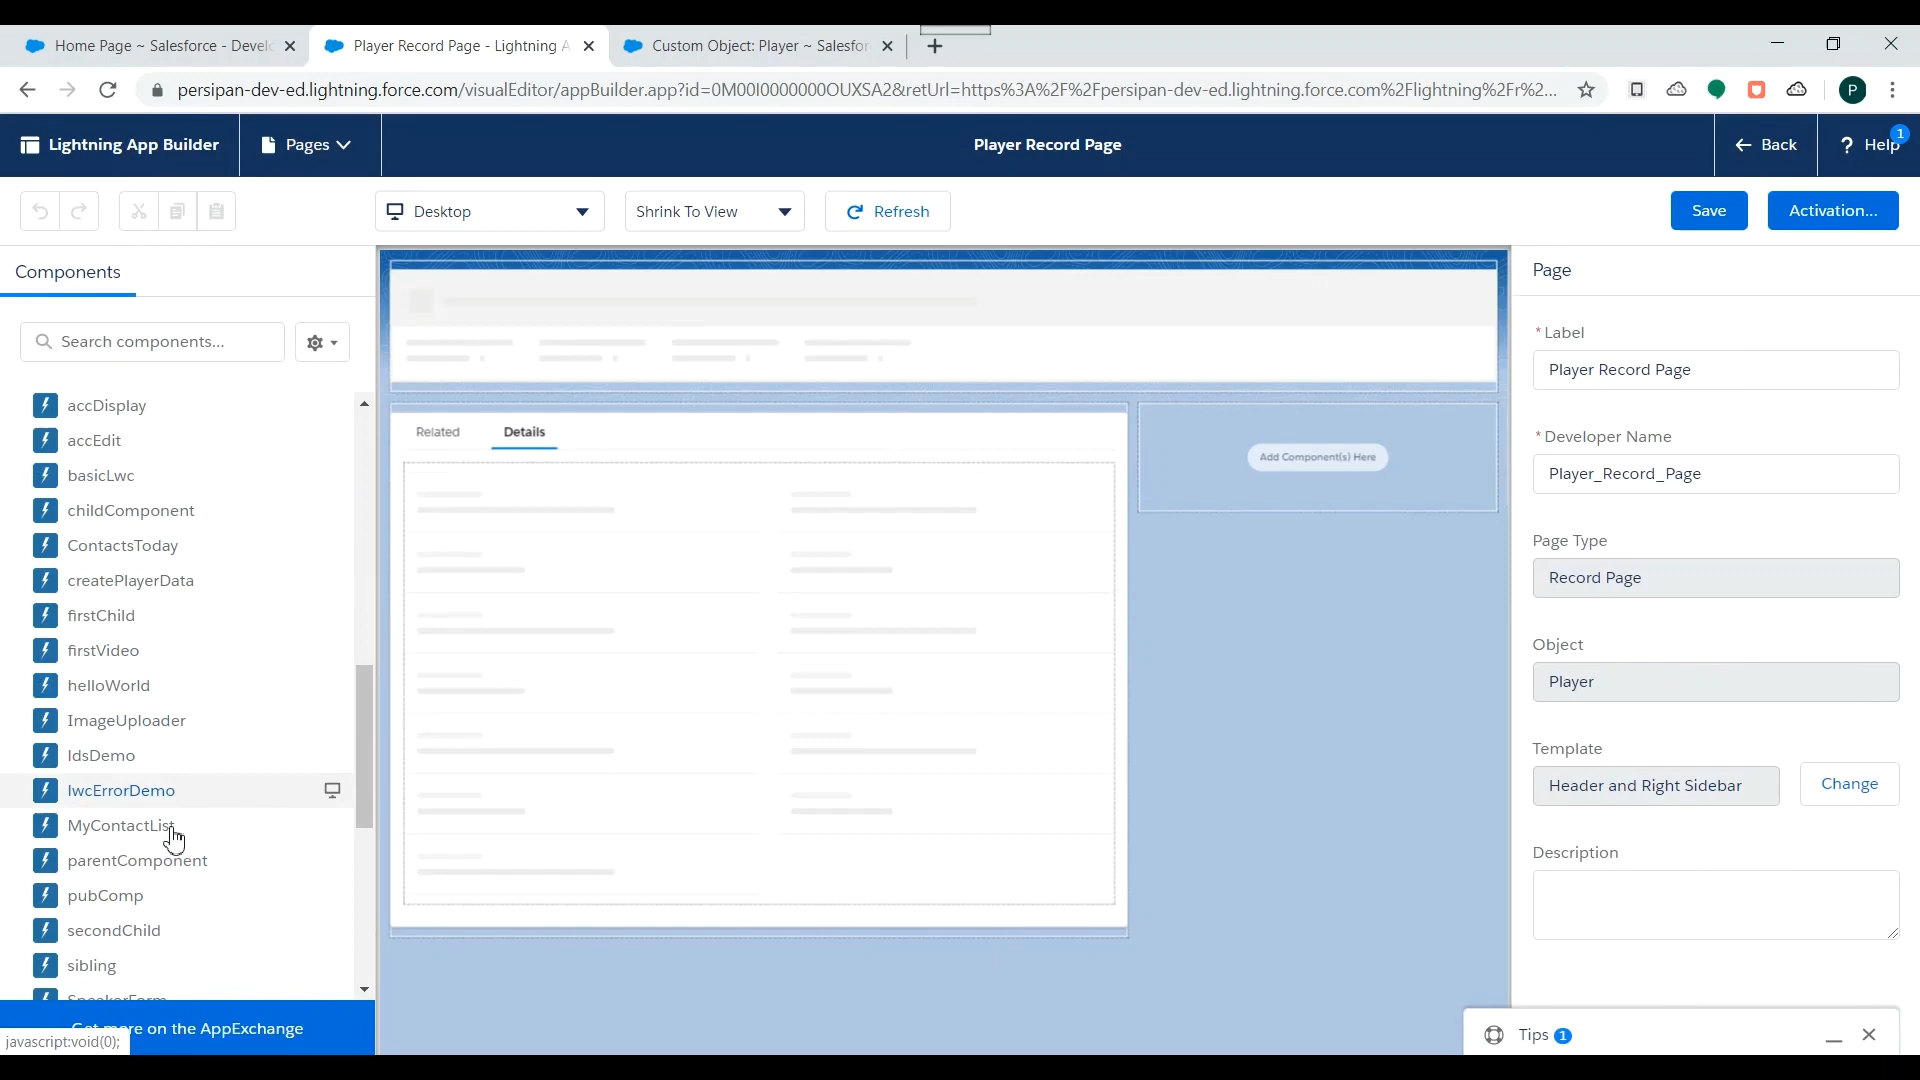 Home Page ~ Salesforce - Devel
Player Record Page - Lightning A
Custom Object: Player ~ Salesfor
persipan-dev-ed.lightning.force.com/visualEditor/appBuilder.app?id=0M00I0000000OUXSA2&retUrl=https%3A%2F%2Fpersipan-dev-ed.lightning.force.com%2Flightning%2Fr%2...
P
Lightning App Builder
Pages
Player Record Page
Back
? Help
1
Desktop
Shrink To View
Refresh
Save
Activation...
Components
Search components...
accDisplay
accEdit
basicLwc
childComponent
ContactsToday
createPlayerData
firstChild
firstVideo
helloWorld
ImageUploader
ldsDemo
lwcErrorDemo
MyContactList
parentComponent
pubComp
secondChild
sibling
SpeakerForm
Get more on the AppExchange
javascript:void(0);
Related
Details
Add Component(s) Here
Page
* Label
Player Record Page
* Developer Name
Player_Record_Page
Page Type
Record Page
Object
Player
Template
Header and Right Sidebar
Change
Description
Tips 1